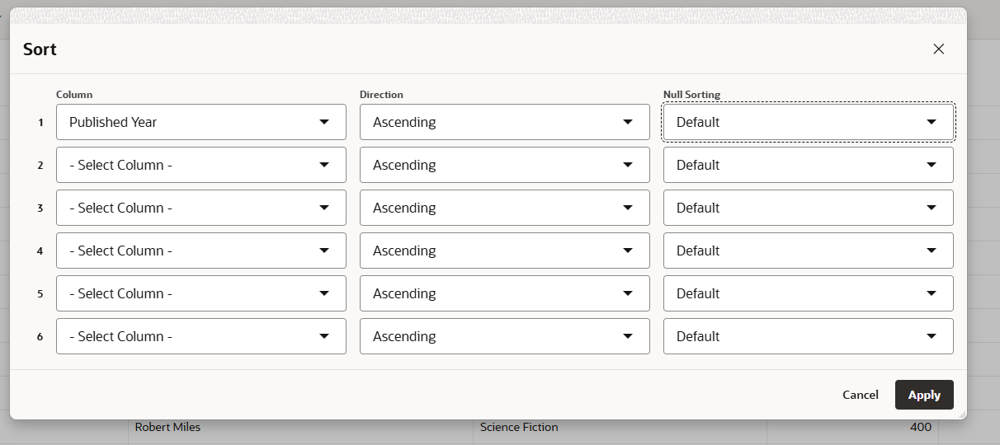 Sort
Column Direction Null Sorting
1 Published Year Ascending Default
2 - Select Column - Ascending Default
3 - Select Column - Ascending Default
4 - Select Column - Ascending Default
5 - Select Column - Ascending Default
6 - Select Column - Ascending Default
Cancel Apply
Robert Miles Science Fiction 400